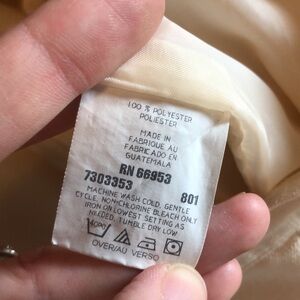 100 % POLYESTER
POLIESTER
MADE IN
FABRIQUE AU
FABRICADO EN
GUATEMALA
RN 66953
7303353 801
MACHINE WASH COLD, GENTLE
CYCLE. NON-CHLORINE BLEACH ONLY
IRON ON LOWEST SETTING AS
NEEDED, TUMBLE DRY LOW
OVER/AU VERSO